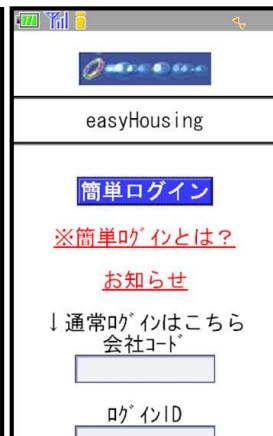 easyHousing
簡単ログイン
※簡単ﾛｸﾞｲﾝとは？
お知らせ
↓通常ﾛｸﾞｲﾝはこちら
会社ｺｰﾄﾞ
ﾛｸﾞｲﾝID